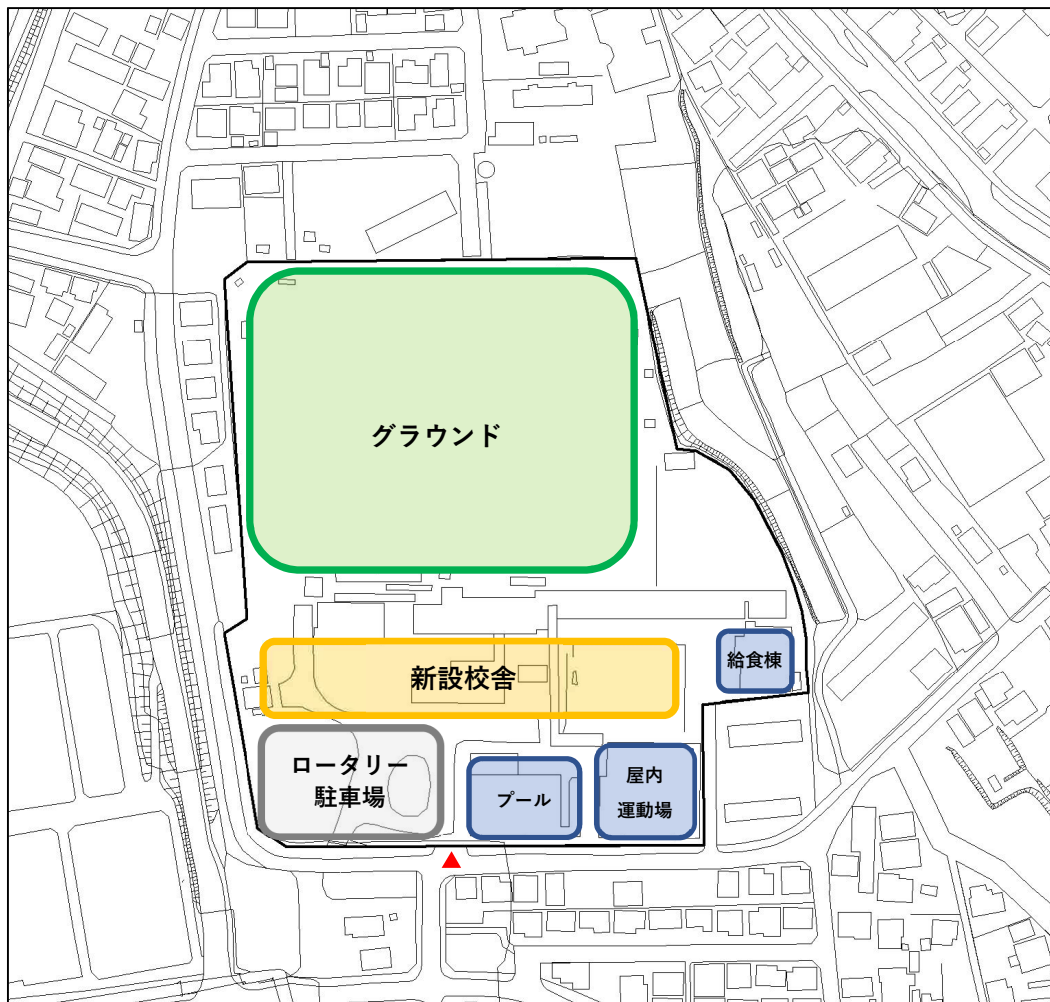 グラウンド
新設校舎
給食棟
ロータリー
駐車場
プール
屋内
運動場